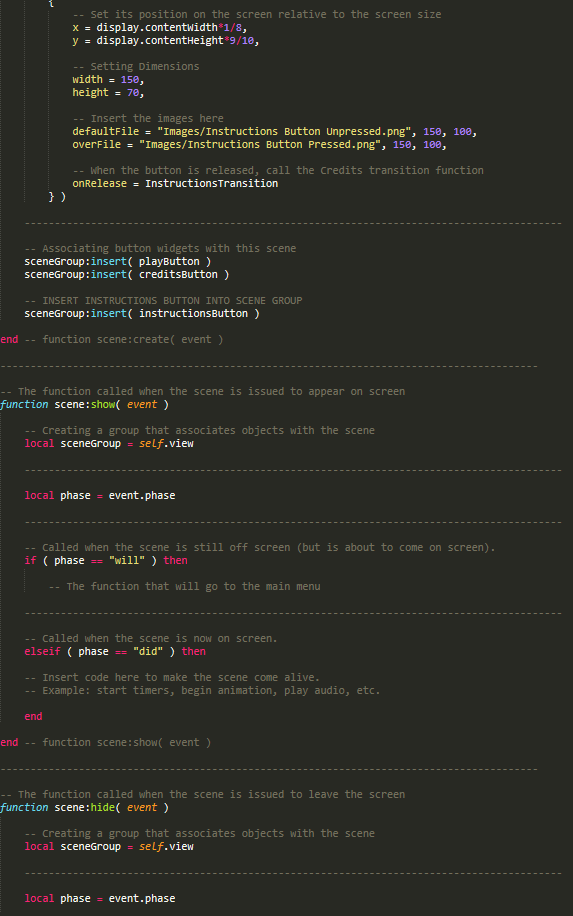 {
-- Set its position on the screen relative to the screen size
x = display.contentWidth*1/8,
y = display.contentHeight*9/10,
-- Setting Dimensions
width = 150,
height = 70,
-- Insert the images here
defaultFile = "Images/Instructions Button Unpressed.png", 150, 100,
overFile = "Images/Instructions Button Pressed.png", 150, 100,
-- When the button is released, call the Credits transition function
onRelease = InstructionsTransition
} )
-----------------------------------------------------------------------------------------
-- Associating button widgets with this scene
sceneGroup:insert( playButton )
sceneGroup:insert( creditsButton )
-- INSERT INSTRUCTIONS BUTTON INTO SCENE GROUP
sceneGroup:insert( instructionsButton )
end -- function scene:create( event )
-----------------------------------------------------------------------------------------
-- The function called when the scene is issued to appear on screen
function scene:show( event )
-- Creating a group that associates objects with the scene
local sceneGroup = self.view
-----------------------------------------------------------------------------------------
local phase = event.phase
-----------------------------------------------------------------------------------------
-- Called when the scene is still off screen (but is about to come on screen).
if ( phase == "will" ) then
-- The function that will go to the main menu
-----------------------------------------------------------------------------------------
-- Called when the scene is now on screen.
elseif ( phase == "did" ) then
-- Insert code here to make the scene come alive.
-- Example: start timers, begin animation, play audio, etc.
end
end -- function scene:show( event )
-----------------------------------------------------------------------------------------
-- The function called when the scene is issued to leave the screen
function scene:hide( event )
-- Creating a group that associates objects with the scene
local sceneGroup = self.view
-----------------------------------------------------------------------------------------
local phase = event.phase